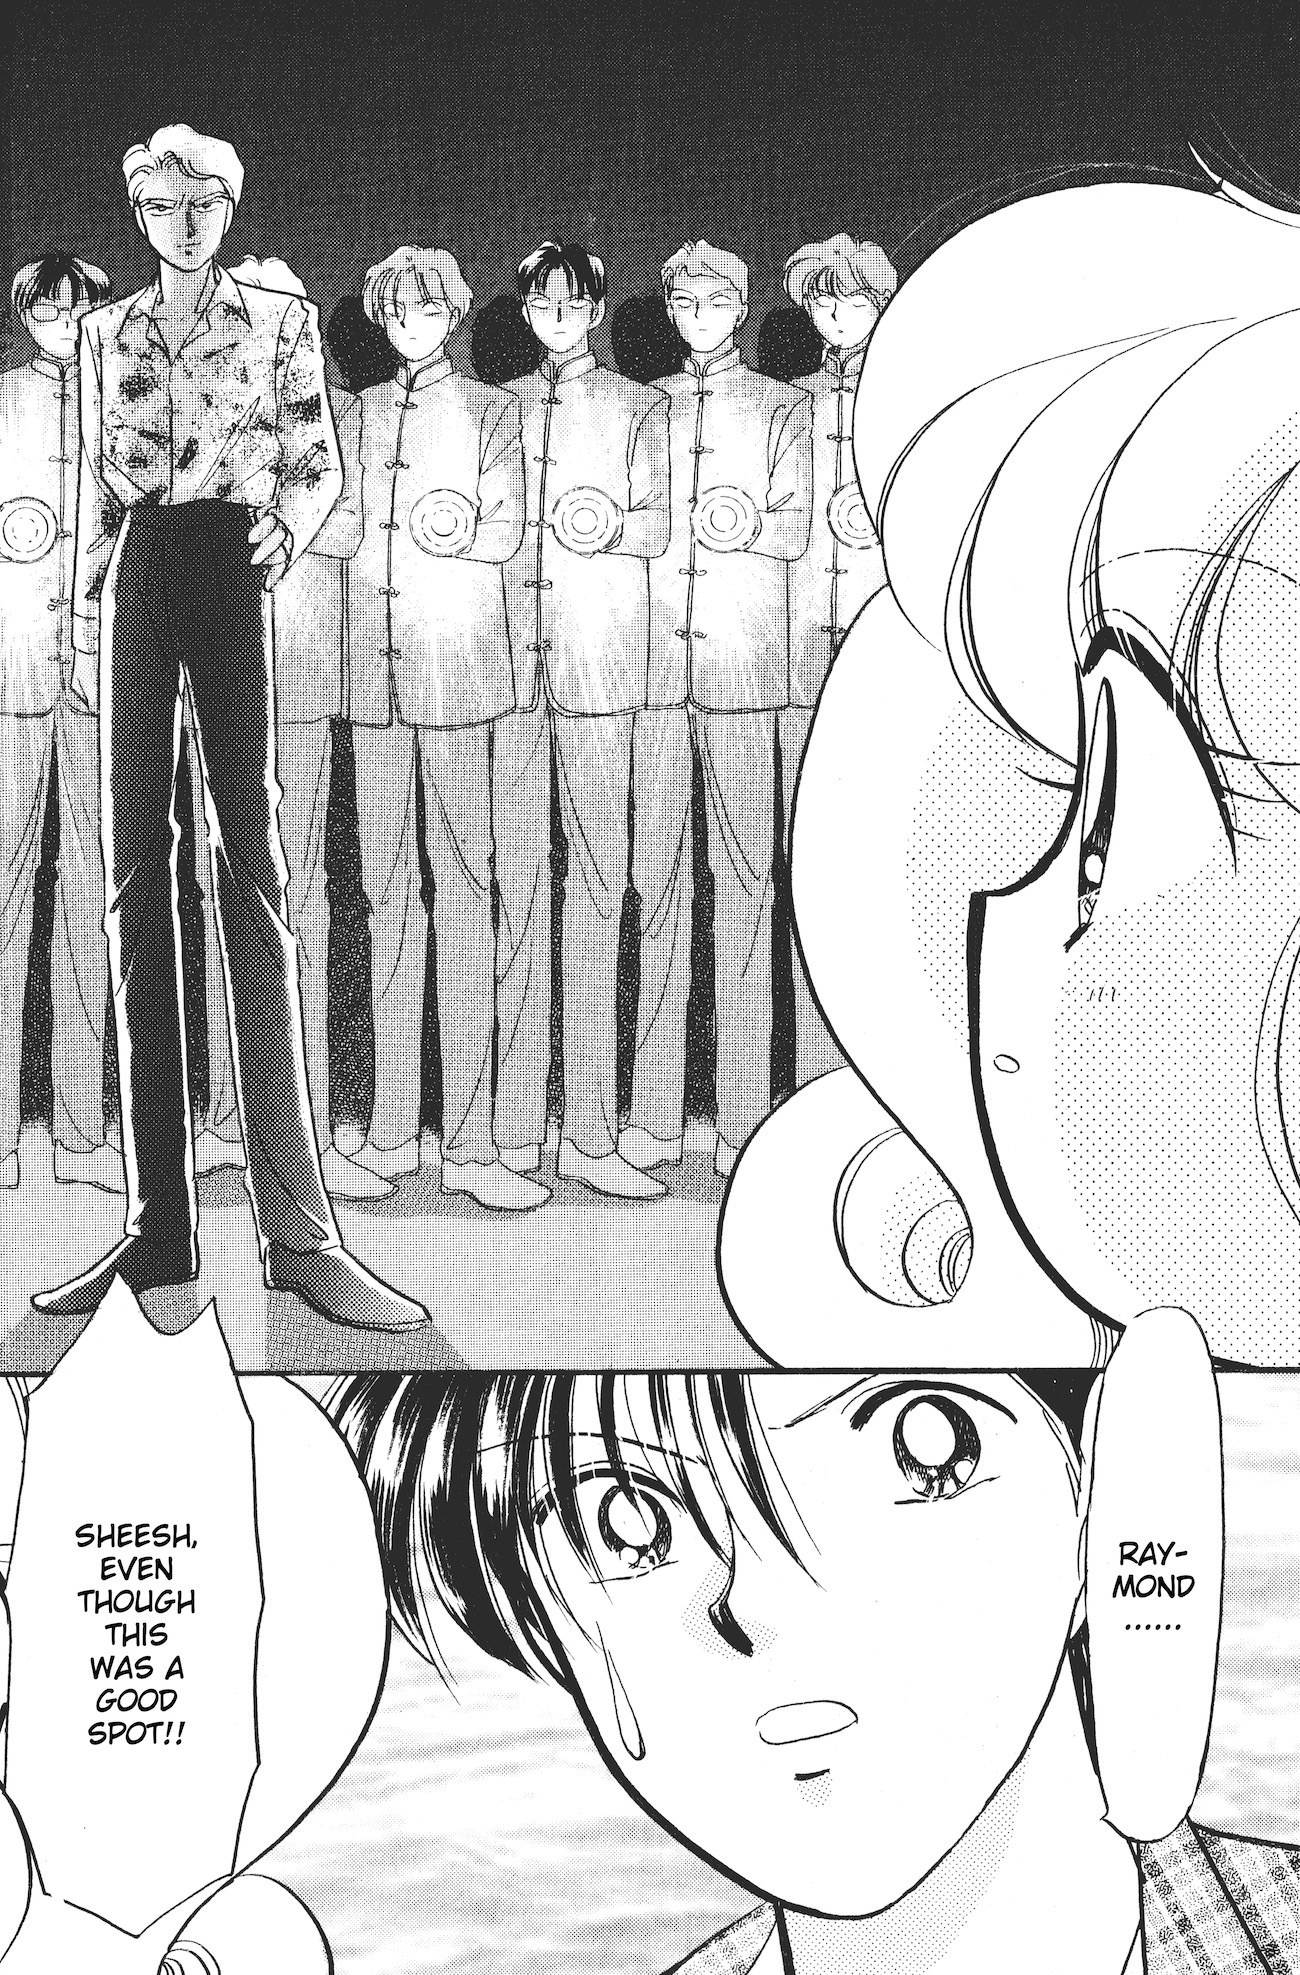 RAY-
MOND
......
SHEESH,
EVEN
THOUGH
THIS
WAS A
GOOD
SPOT!!